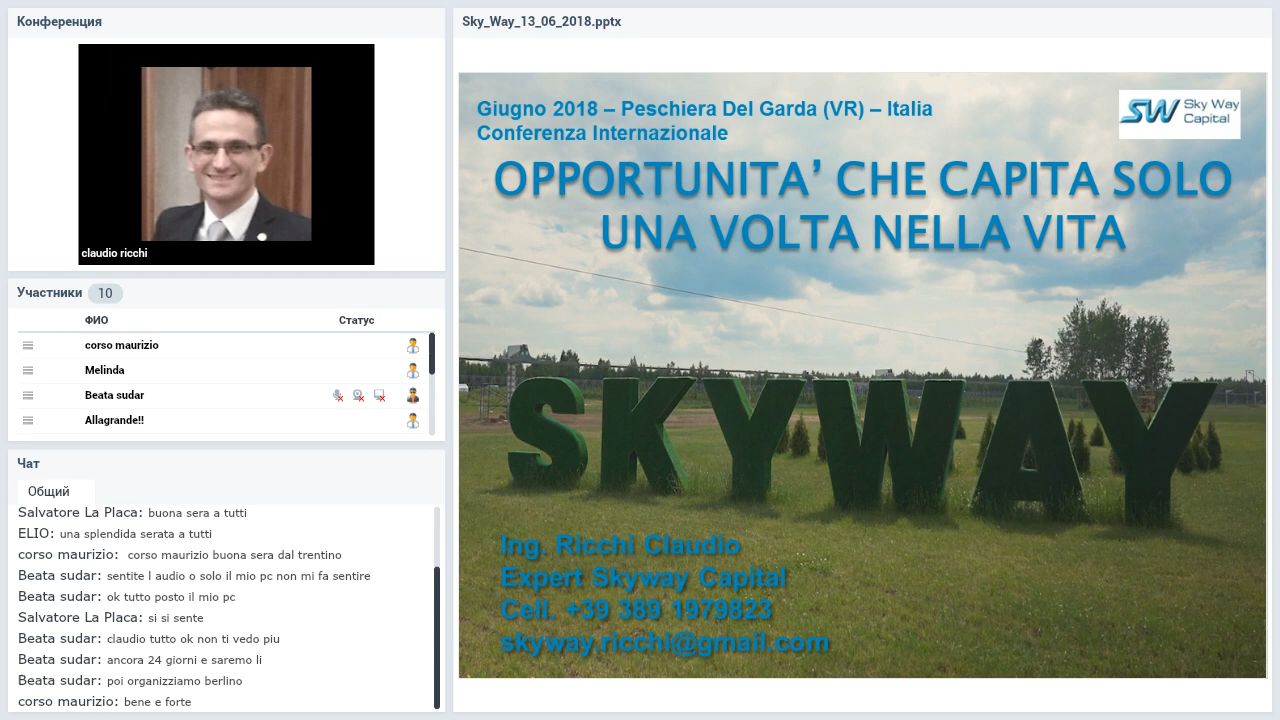 Конференция
claudio ricchi
Участники 10
ФИО Статус
corso maurizio
Melinda
Beata sudar
Allagrande!!
Чат
Общий
Salvatore La Placa: buona sera a tutti
ELIO: una splendida serata a tutti
corso maurizio: corso maurizio buona sera dal trentino
Beata sudar: sentite l audio o solo il mio pc non mi fa sentire
Beata sudar: ok tutto posto il mio pc
Salvatore La Placa: si si sente
Beata sudar: claudio tutto ok non ti vedo piu
Beata sudar: ancora 24 giorni e saremo li
Beata sudar: poi organizziamo berlino
corso maurizio: bene e forte
Sky_Way_13_06_2018.pptx
Giugno 2018 – Peschiera Del Garda (VR) – Italia
Conferenza Internazionale
SW Sky Way
Capital
OPPORTUNITA’ CHE CAPITA SOLO
UNA VOLTA NELLA VITA
SKYWAY
Ing. Ricchi Claudio
Expert Skyway Capital
Cell. +39 389 1979823
skyway.ricchi@gmail.com